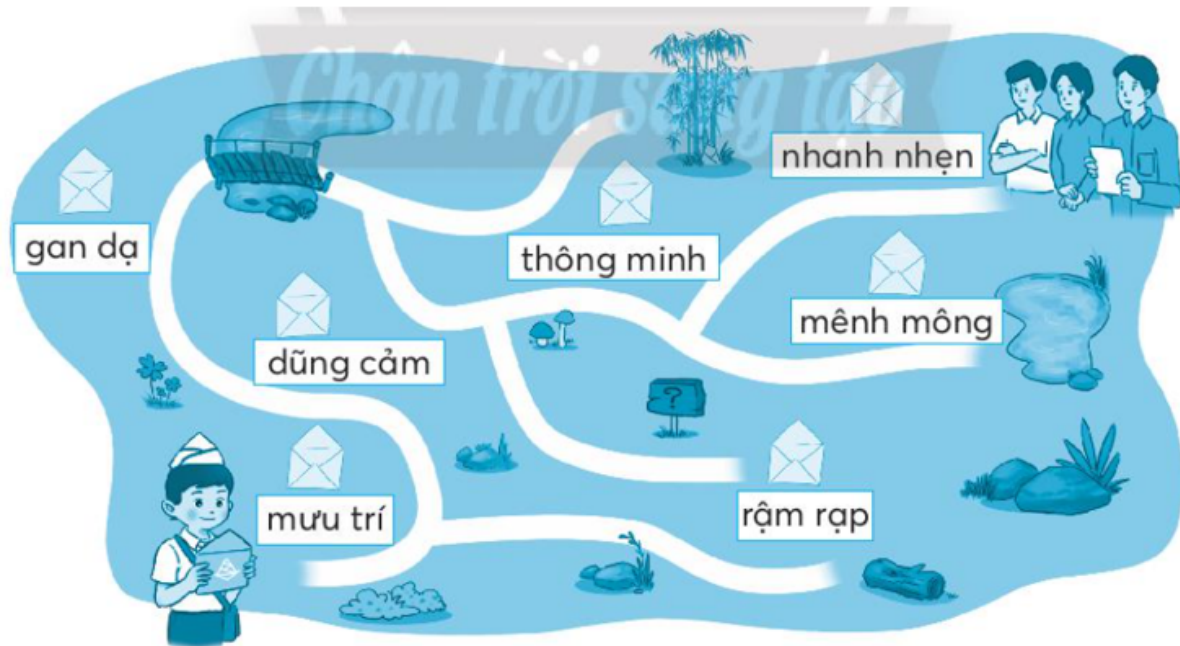 Chân trời sáng tạo
nhanh nhẹn
gan dạ
thông minh
mênh mông
dũng cảm
?
mưu trí
rậm rạp